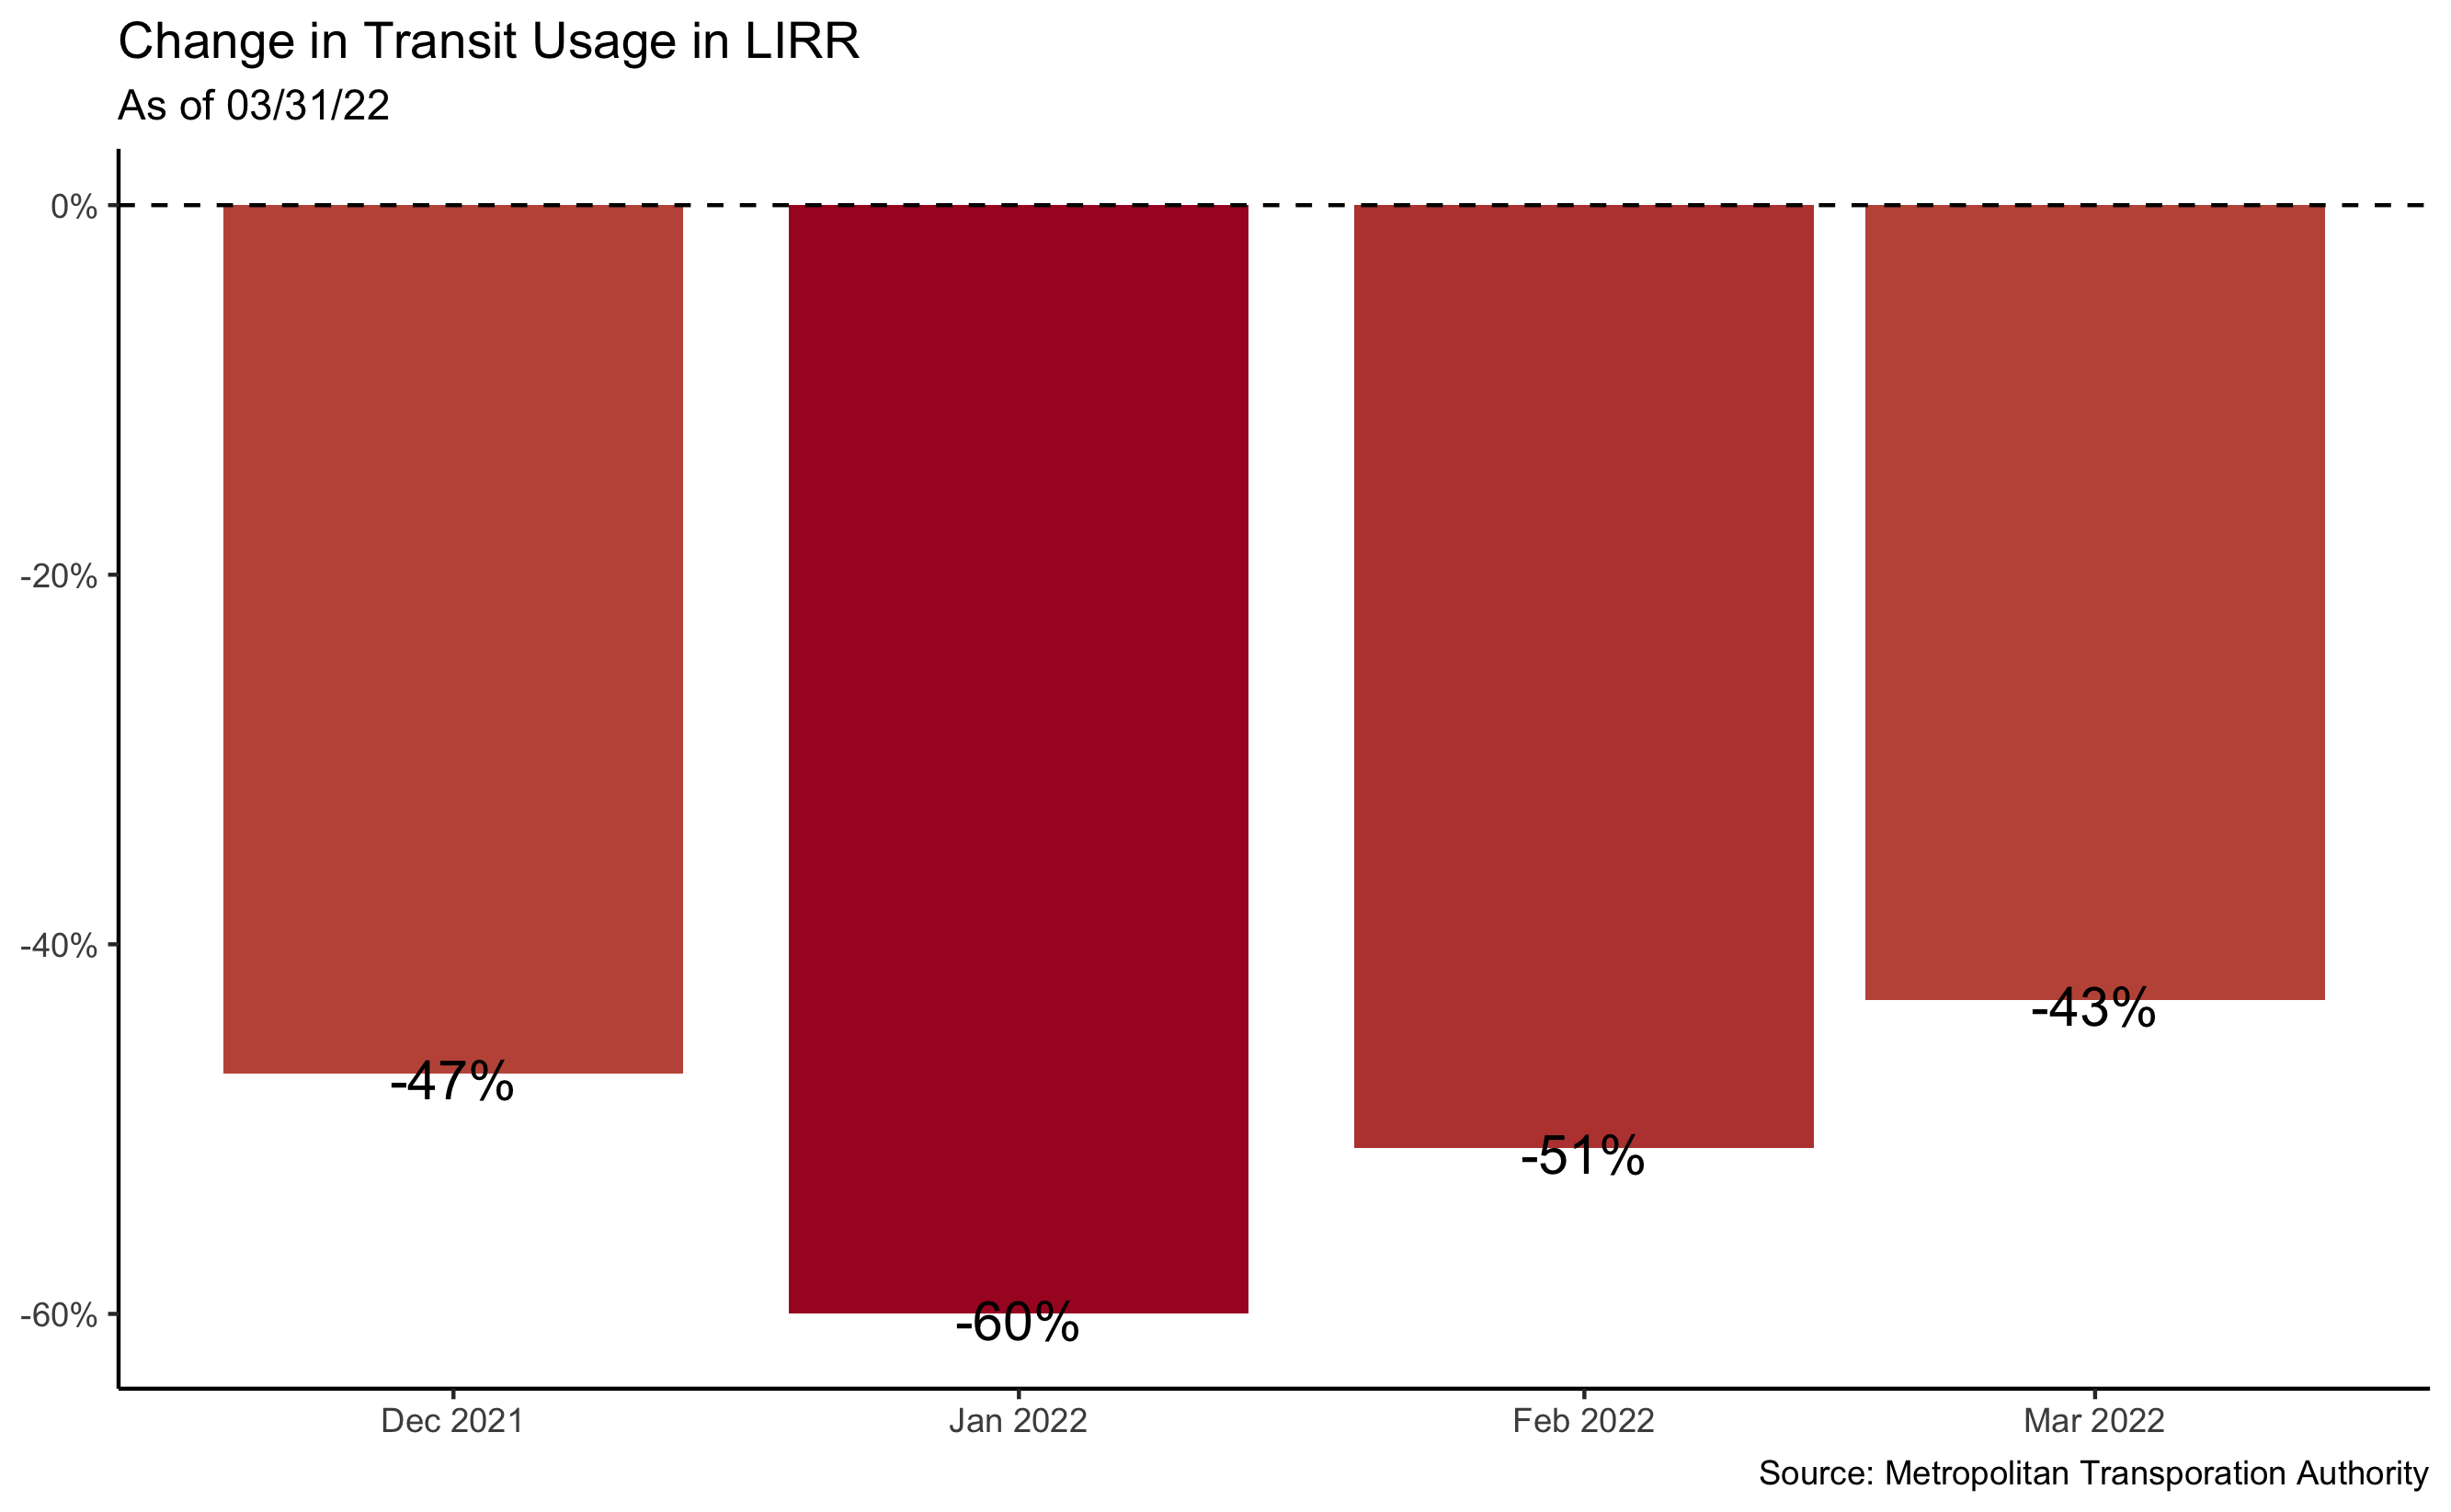 Change in Transit Usage in LIRR
As of 03/31/22
0%
-20%
-40%
-60%
-47%
-60%
-51%
-43%
Dec 2021
Jan 2022
Feb 2022
Mar 2022
Source: Metropolitan Transporation Authority